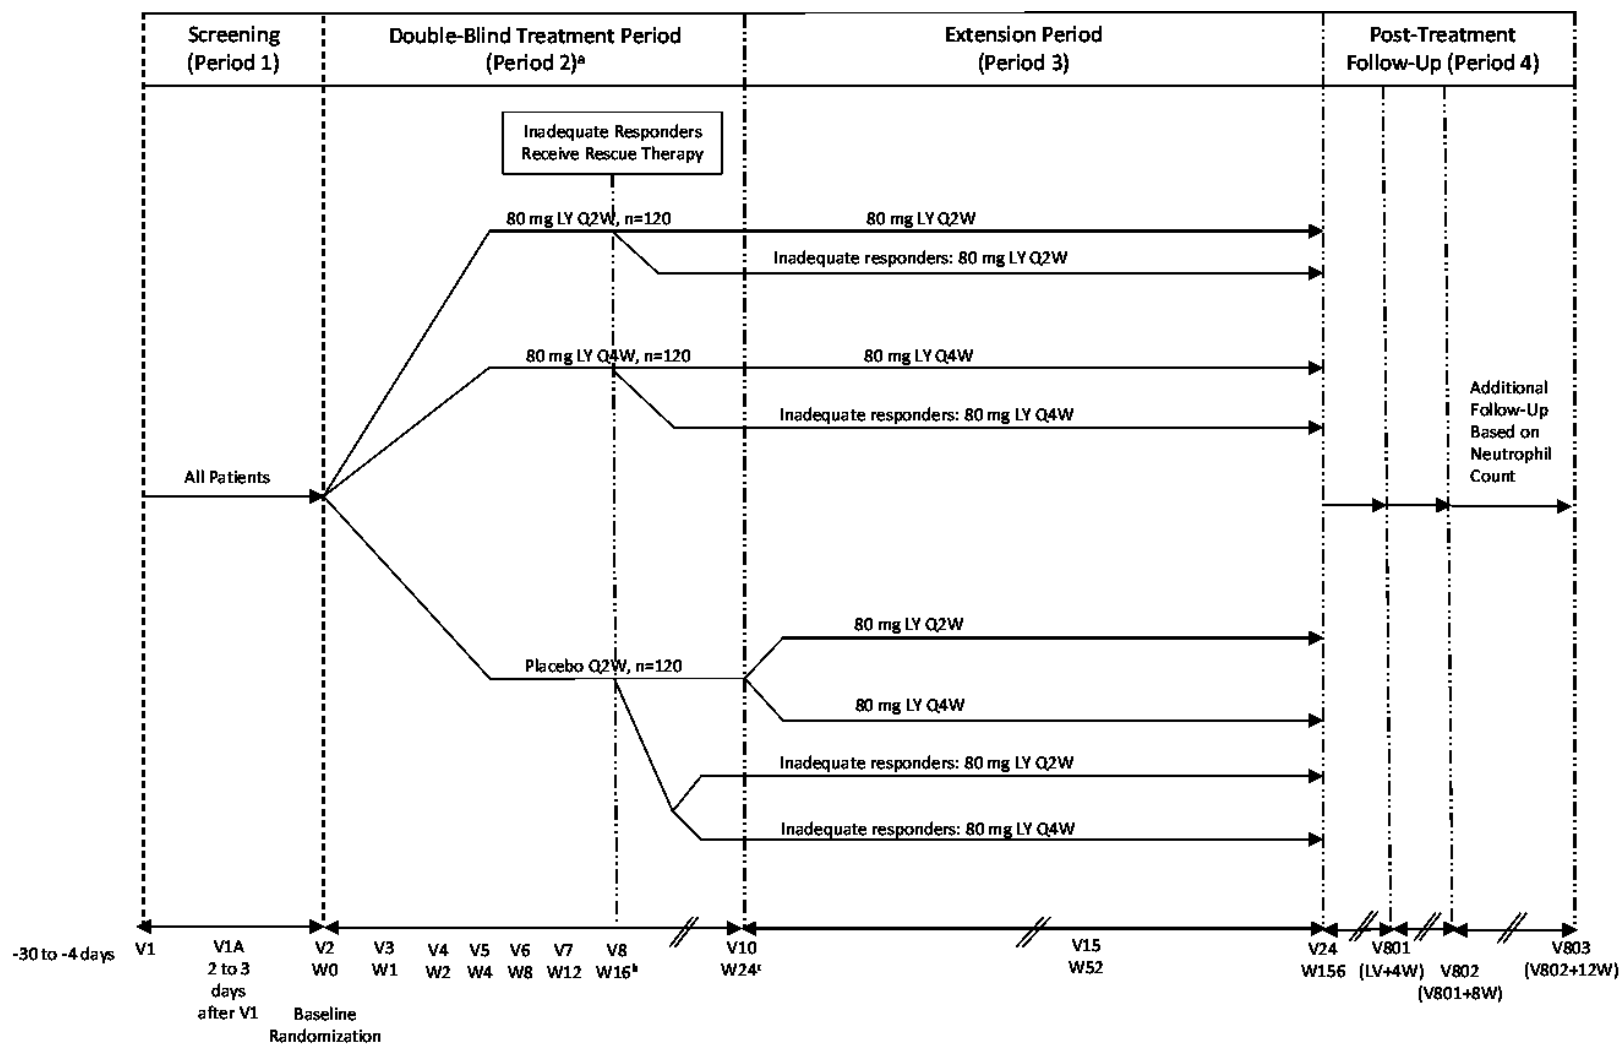 Screening
(Period 1)
Double-Blind Treatment Period
(Period 2)ᵃ
Extension Period
(Period 3)
Post-Treatment
Follow-Up (Period 4)
Inadequate Responders
Receive Rescue Therapy
80 mg LY Q2W, n=120
80 mg LY Q2W
Inadequate responders: 80 mg LY Q2W
80 mg LY Q4W, n=120
80 mg LY Q4W
Inadequate responders: 80 mg LY Q4W
All Patients
Additional
Follow-Up
Based on
Neutrophil
Count
80 mg LY Q2W
Placebo Q2W, n=120
80 mg LY Q4W
Inadequate responders: 80 mg LY Q2W
Inadequate responders: 80 mg LY Q4W
-30 to -4 days
V1
V1A
2 to 3
days
after V1
V2
W0
Baseline
Randomization
V3
W1
V4
W2
V5
W4
V6
W8
V7
W12
V8
W16ᵇ
V10
W24ᶜ
V15
W52
V24
W156
V801
(LV+4W)
V802
(V801+8W)
V803
(V802+12W)